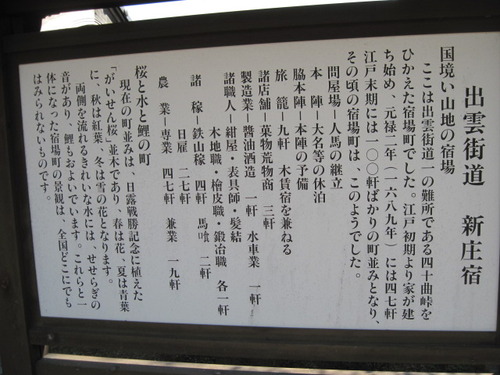 出雲街道 新庄宿
国境い山地の宿場
ここは出雲街道一の難所である四十曲峠を
ひかえた宿場町でした。江戸初期より家が建
ち始め、元禄二年(一六八九年)には四七軒
江戸末期には一〇〇軒ばかりの町並みとなり、
その頃の宿場町は、このようでした。
問屋場―人馬の継立
本陣―大名等の休泊
脇本陣―本陣の予備
旅籠―九軒 木賃宿を兼ねる
諸店舗―菓物荒物商 三軒
製造業―醤油酒造 一軒 水車業 一軒
諸職人―紺屋・表具師・髪結
木地職・檜皮職・鍛冶職 各一軒
諸稼―鉄山稼 四軒 馬喰 二軒
日雇 二七軒
農業―専業 四七軒 兼業 一九軒
桜と水と鯉の町
現在の町並みは、日露戦勝記念に植えた
「がいせん桜」並木であり、春は花、夏は青葉
に、秋は紅葉、冬は雪の花となります。
両側を流れるきれいな水には、せせらぎの
音があり、鯉もおよいでいます。これらと一
体になった宿場町の景観は、全国どこにでも
はみられないものです。